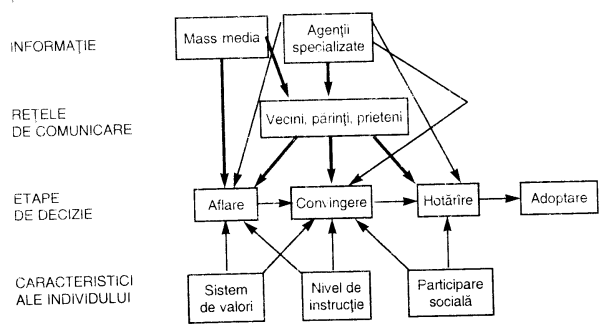 INFORMAȚIE
Mass media
Agenții
specializate
REȚELE
DE COMUNICARE
Vecini, părinți, prieteni
ETAPE
DE DECIZIE
Aflare
Convingere
Hotărîre
Adoptare
CARACTERISTICI
ALE INDIVIDULUI
Sistem
de valori
Nivel de
instrucție
Participare
socială